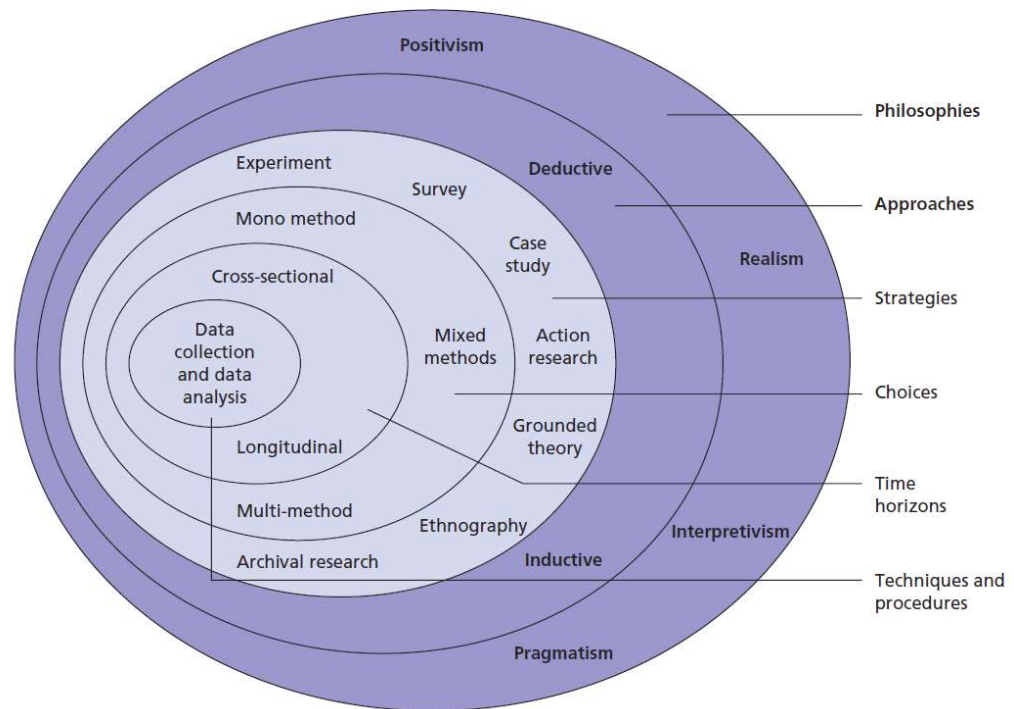 Positivism
Philosophies
Experiment
Deductive
Survey
Approaches
Mono method
Case
study
Realism
Cross-sectional
Strategies
Data
collection
and data
analysis
Mixed
methods
Action
research
Choices
Grounded
theory
Longitudinal
Time
horizons
Multi-method
Ethnography
Interpretivism
Archival research
Inductive
Techniques and
procedures
Pragmatism